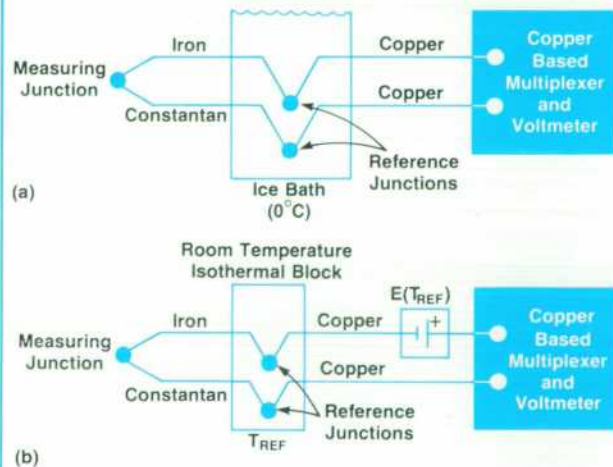 Iron
Copper
Measuring
Junction
Constantan
Copper
Copper
Based
Multiplexer
and
Voltmeter
Reference
Junctions
Ice Bath
(0°C)
(a)
Room Temperature
Isothermal Block
E(TREF)
Iron
Copper
+
Measuring
Junction
Constantan
Copper
Copper
Based
Multiplexer
and
Voltmeter
Reference
Junctions
TREF
(b)